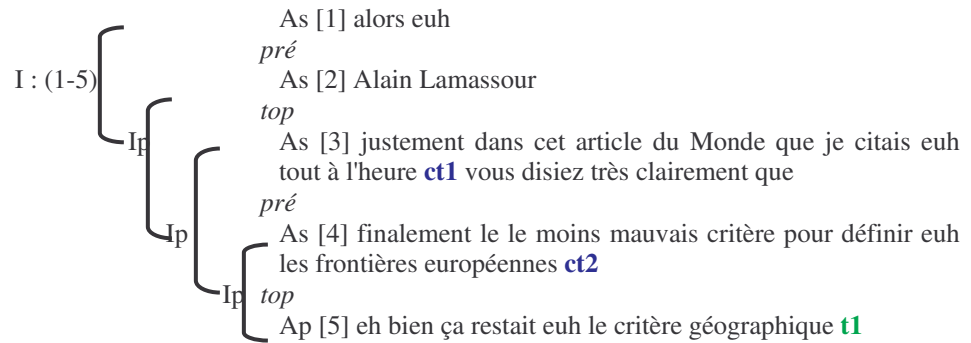 As [1] alors euh
pré
I : (1-5)
As [2] Alain Lamassour
top
Ip
As [3] justement dans cet article du Monde que je citais euh
tout à l'heure ct1 vous disiez très clairement que
pré
Ip
As [4] finalement le le moins mauvais critère pour définir euh
les frontières européennes ct2
Ip
top
Ap [5] eh bien ça restait euh le critère géographique t1